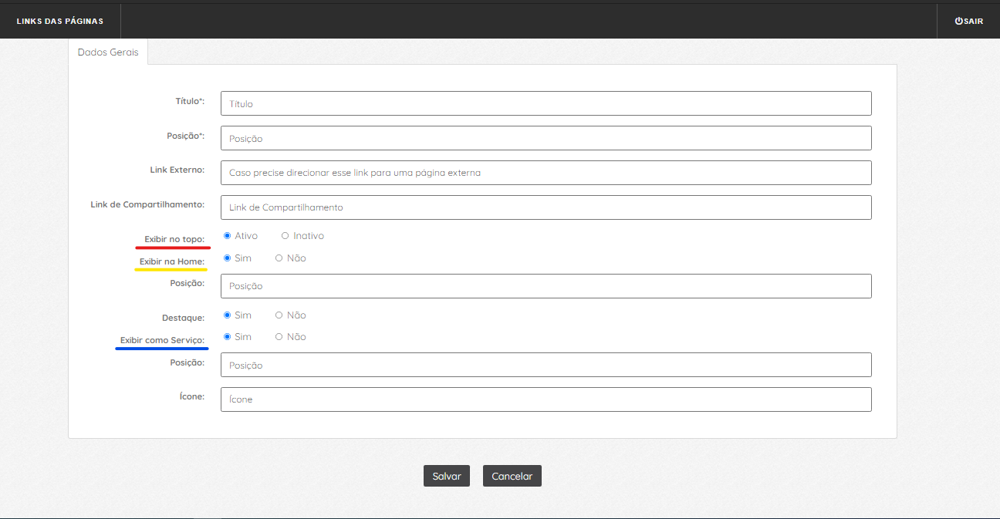 LINKS DAS PÁGINAS
SAIR
Dados Gerais
Título*: Título
Posição*: Posição
Link Externo: Caso precise direcionar esse link para uma página externa
Link de Compartilhamento: Link de Compartilhamento
Exibir no topo: Ativo Inativo
Exibir na Home: Sim Não
Posição: Posição
Destaque: Sim Não
Exibir como Serviço: Sim Não
Posição: Posição
Ícone: Ícone
Salvar Cancelar